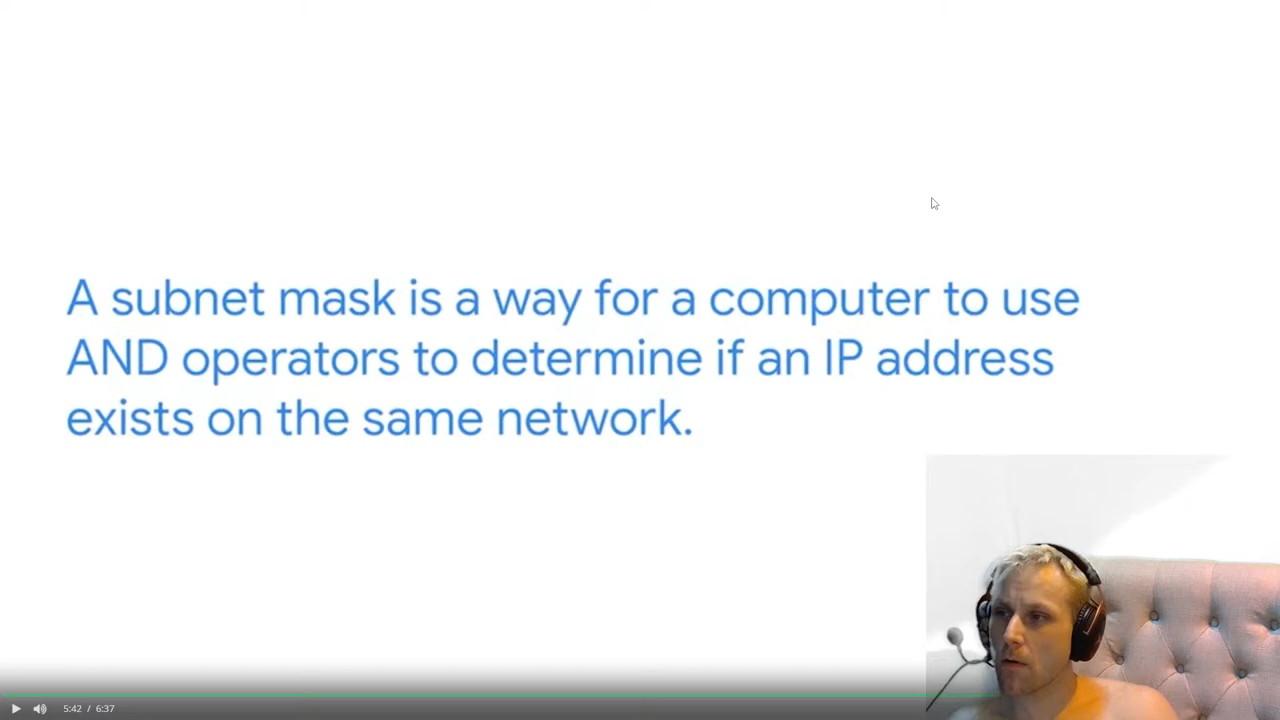 A subnet mask is a way for a computer to use
AND operators to determine if an IP address
exists on the same network.
5:42 / 6:37